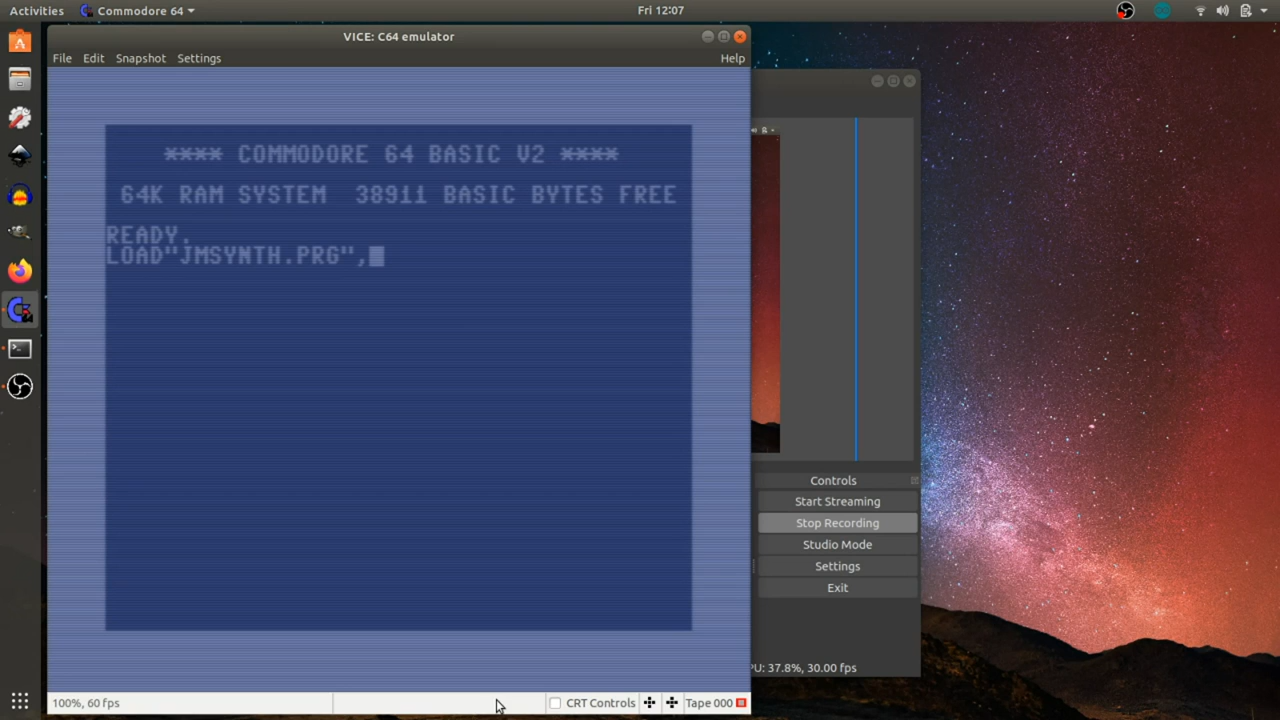 Activities
Commodore 64
Fri 12:07
VICE: C64 emulator
File Edit Snapshot Settings Help
**** COMMODORE 64 BASIC V2 ****
64K RAM SYSTEM 38911 BASIC BYTES FREE
READY.
LOAD"JMSYNTH.PRG",
Controls
Start Streaming
Stop Recording
Studio Mode
Settings
Exit
PU: 37.8%, 30.00 fps
100%, 60 fps
CRT Controls
Tape 000